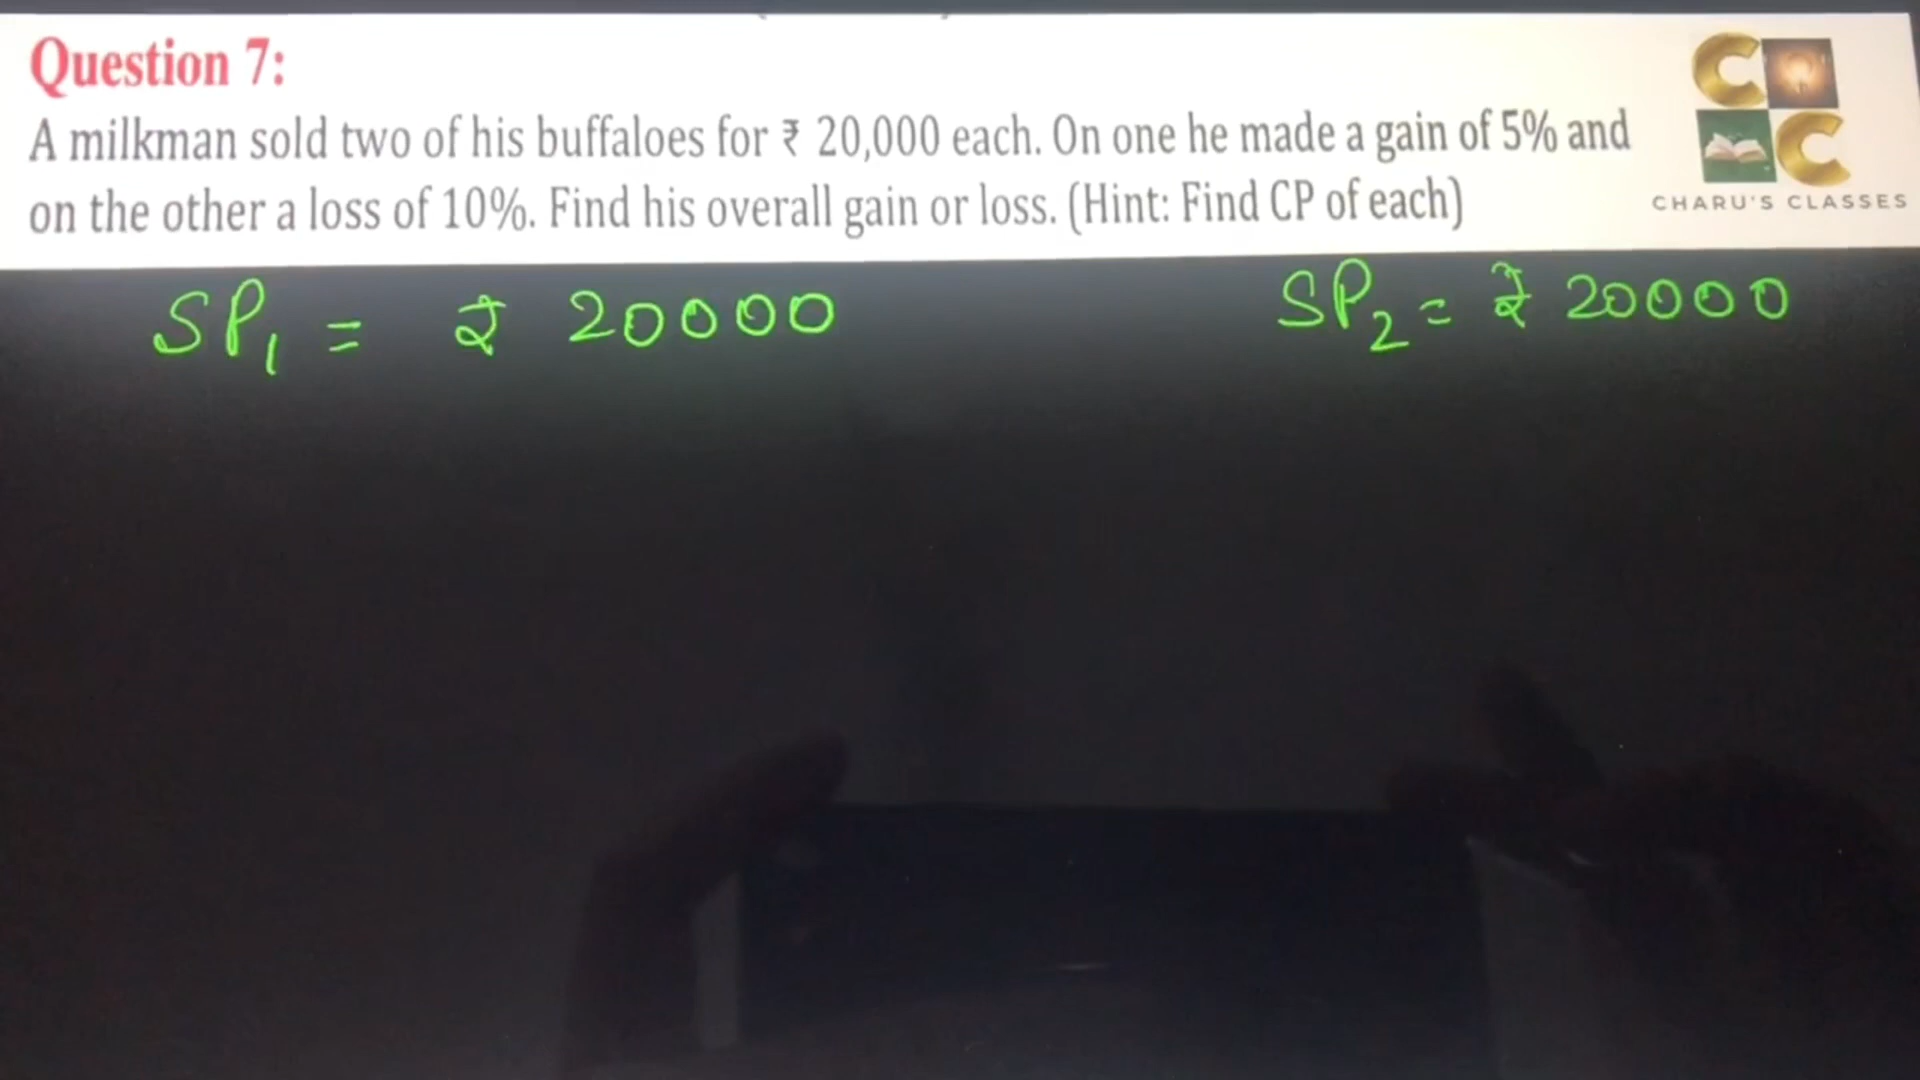 Question 7:
A milkman sold two of his buffaloes for ₹ 20,000 each. On one he made a gain of 5% and
on the other a loss of 10%. Find his overall gain or loss. (Hint: Find CP of each)
C C
CHARU'S CLASSES
SP₁ = ₹ 20000
SP₂ = ₹ 20000